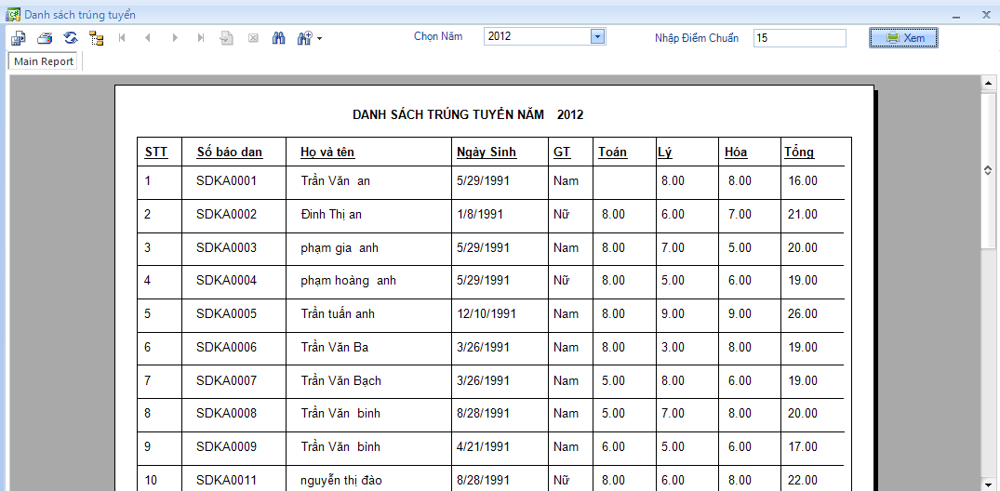 Danh sách trúng tuyển
Chọn Năm 2012 Nhập Điểm Chuẩn 15 Xem
Main Report
DANH SÁCH TRÚNG TUYỂN NĂM 2012
STT Số báo dan Họ và tên Ngày Sinh GT Toán Lý Hóa Tổng
1 SDKA0001 Trần Văn an 5/29/1991 Nam 8.00 8.00 16.00
2 SDKA0002 Đinh Thị an 1/8/1991 Nữ 8.00 6.00 7.00 21.00
3 SDKA0003 phạm gia anh 5/29/1991 Nam 8.00 7.00 5.00 20.00
4 SDKA0004 phạm hoàng anh 5/29/1991 Nữ 8.00 5.00 6.00 19.00
5 SDKA0005 Trần tuấn anh 12/10/1991 Nam 8.00 9.00 9.00 26.00
6 SDKA0006 Trần Văn Ba 3/26/1991 Nam 8.00 3.00 8.00 19.00
7 SDKA0007 Trần Văn Bạch 3/26/1991 Nam 5.00 8.00 6.00 19.00
8 SDKA0008 Trần Văn binh 8/28/1991 Nam 5.00 7.00 8.00 20.00
9 SDKA0009 Trần Văn bình 4/21/1991 Nam 6.00 5.00 6.00 17.00
10 SDKA0011 nguyễn thị đào 8/28/1991 Nữ 8.00 6.00 8.00 22.00